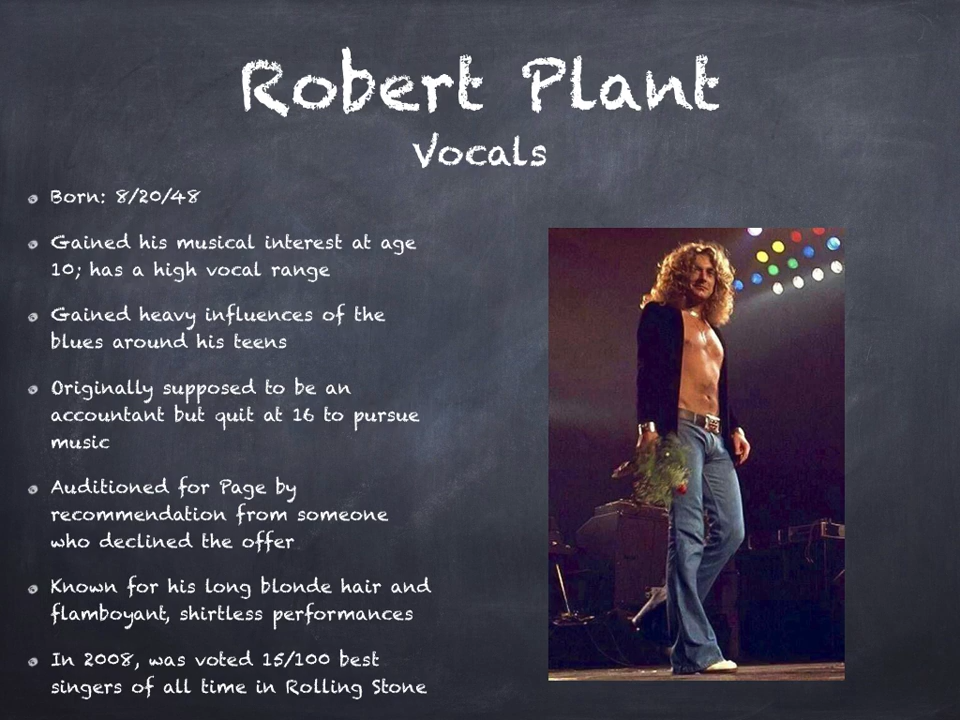 Robert Plant
Vocals
Born: 8/20/48
Gained his musical interest at age
10; has a high vocal range
Gained heavy influences of the
blues around his teens
Originally supposed to be an
accountant but quit at 16 to pursue
music
Auditioned for Page by
recommendation from someone
who declined the offer
Known for his long blonde hair and
flamboyant, shirtless performances
In 2008, was voted 15/100 best
singers of all time in Rolling Stone